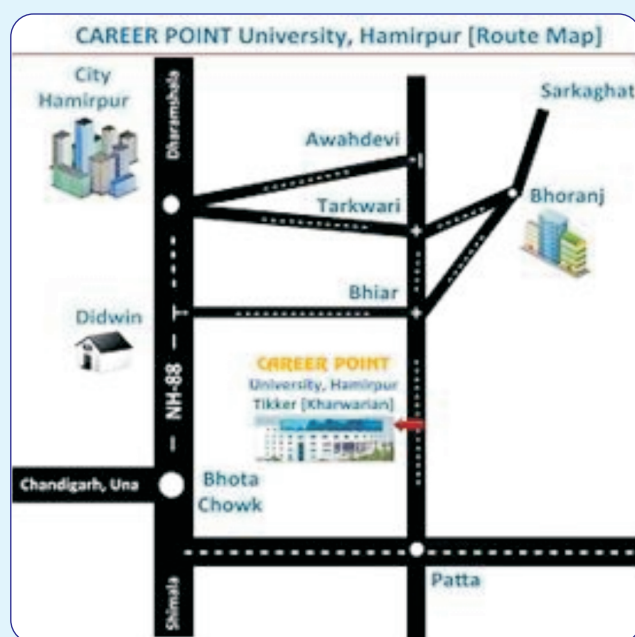 CAREER POINT University, Hamirpur [Route Map]
City
Hamirpur
Dharamshala
Sarkaghat
Awahdevi
Tarkwari
Bhoranj
Bhiar
Didwin
NH-88
CAREER POINT
University, Hamirpur
Tikker [Kharwarian]
Chandigarh, Una
Bhota
Chowk
Patta
Shimala